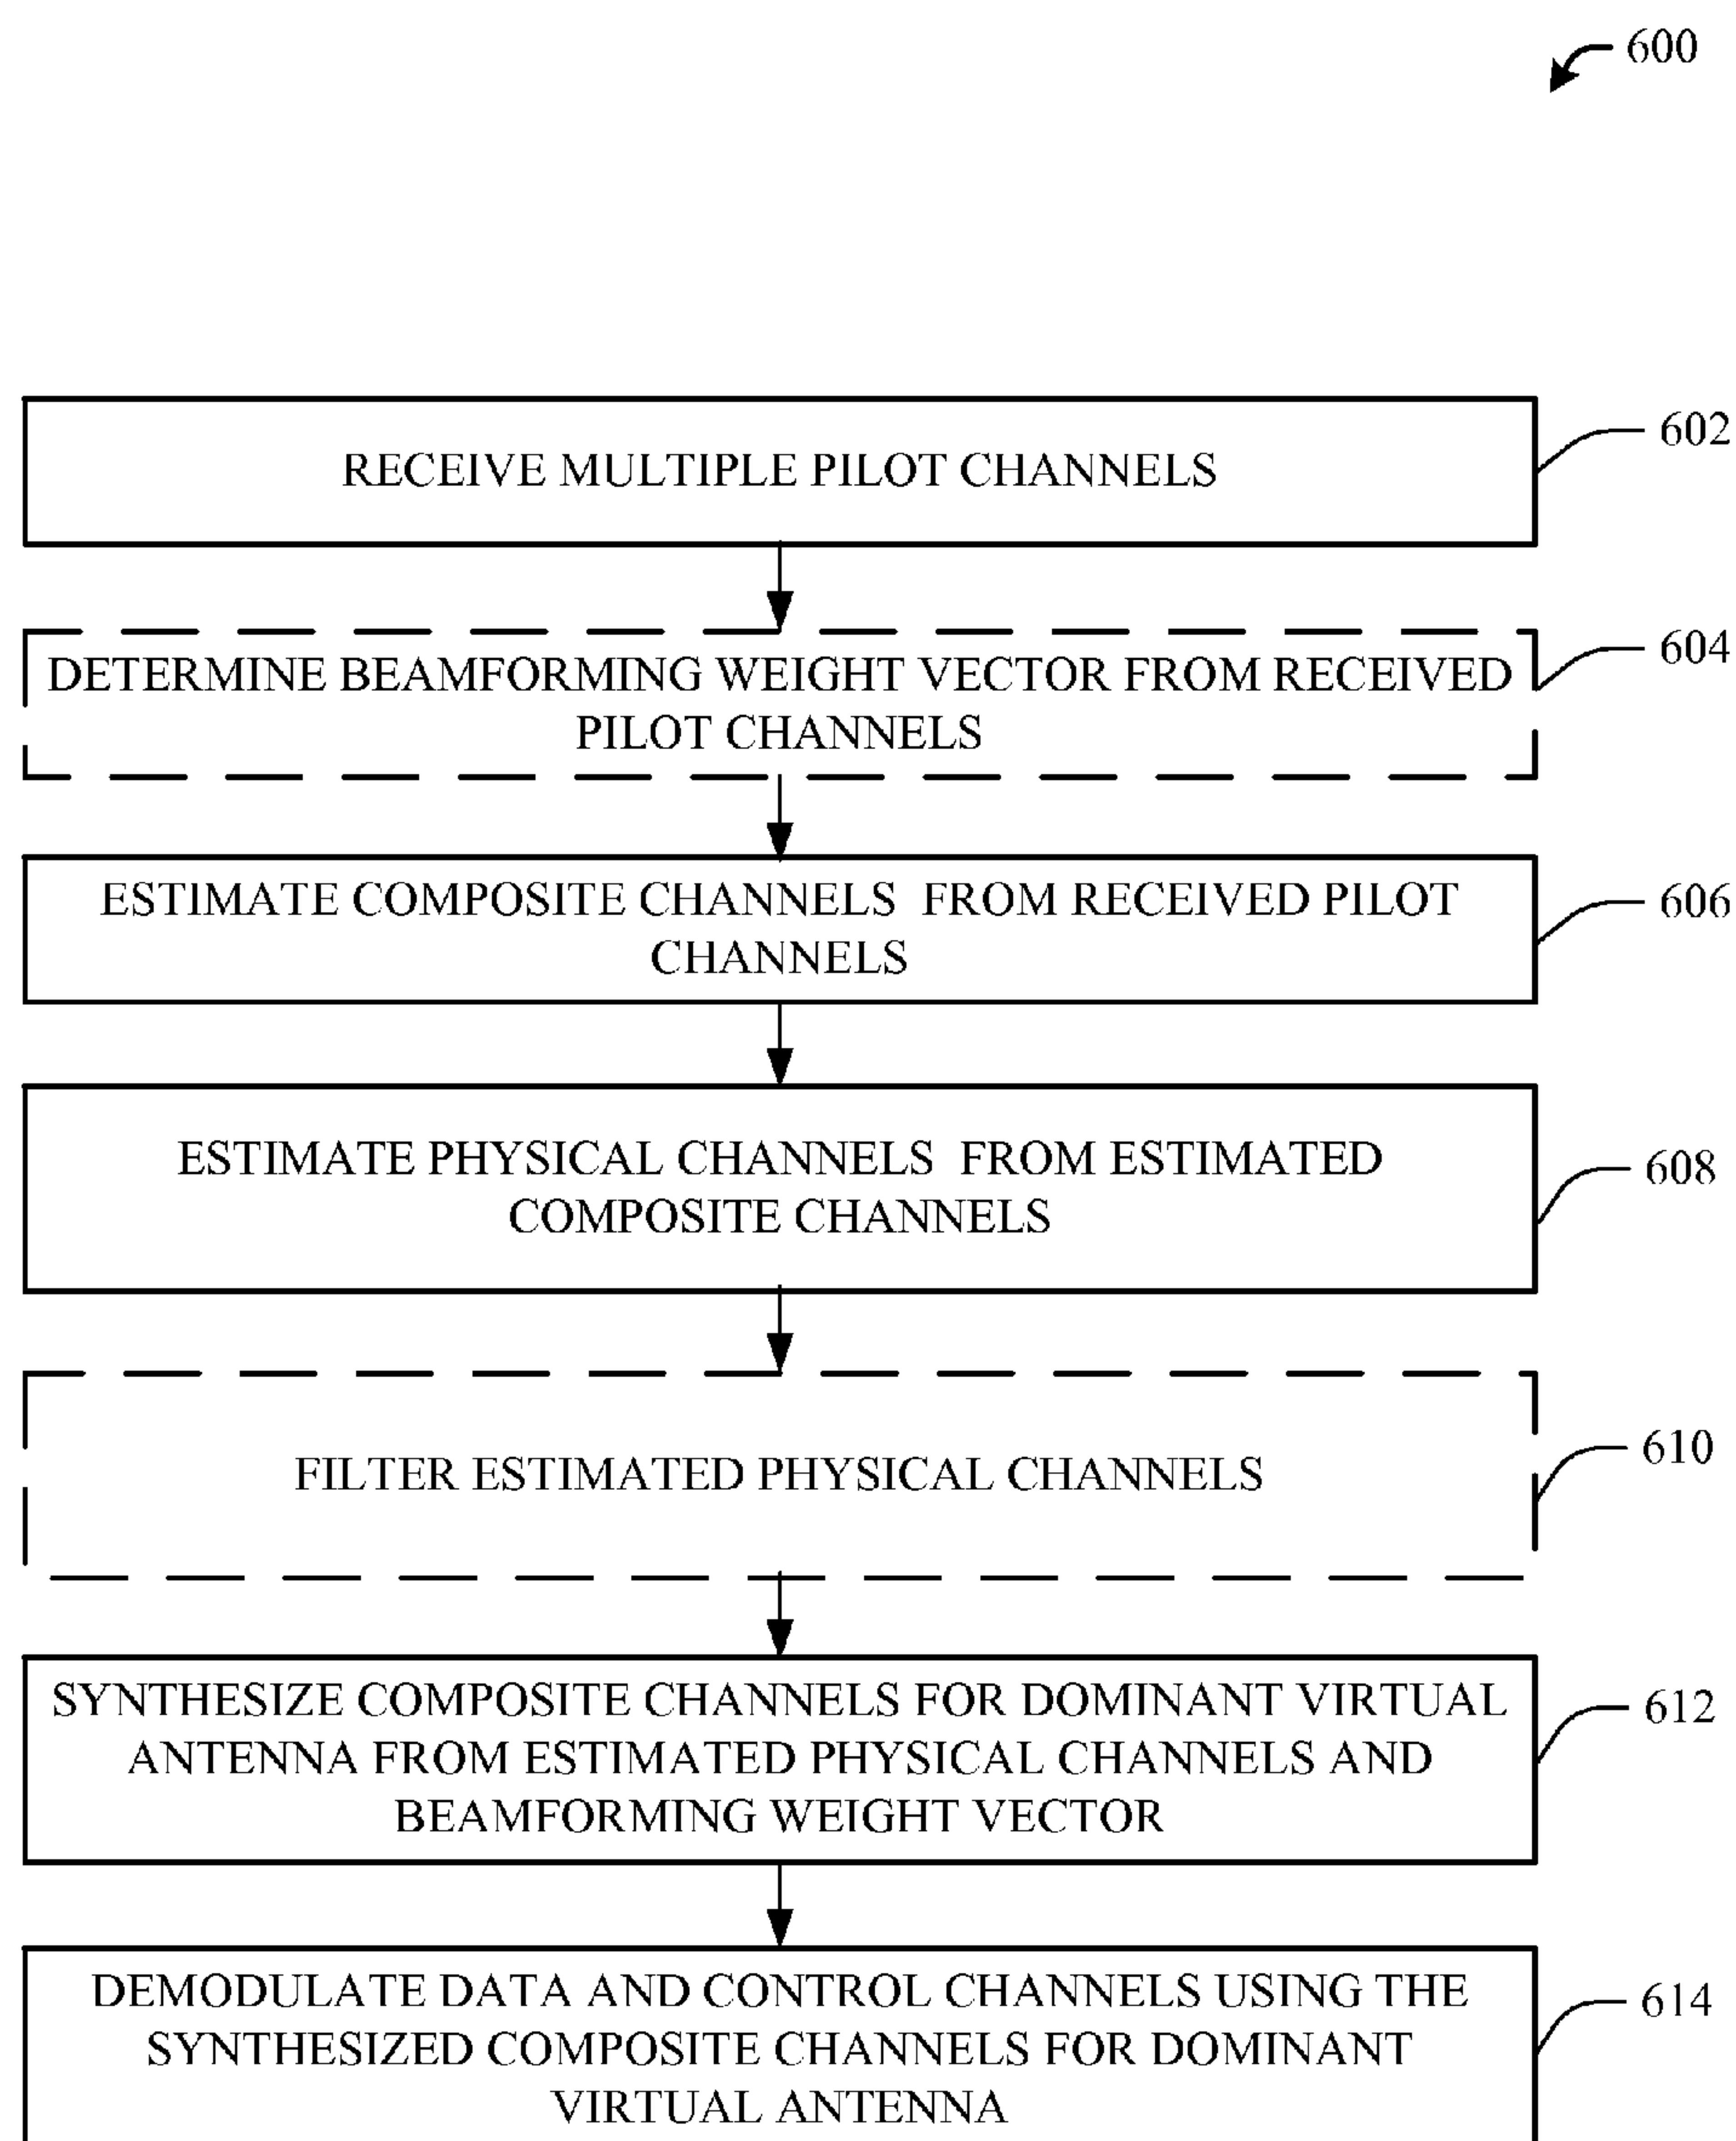 600
RECEIVE MULTIPLE PILOT CHANNELS
602
DETERMINE BEAMFORMING WEIGHT VECTOR FROM RECEIVED
PILOT CHANNELS
604
ESTIMATE COMPOSITE CHANNELS FROM RECEIVED PILOT
CHANNELS
606
ESTIMATE PHYSICAL CHANNELS FROM ESTIMATED
COMPOSITE CHANNELS
608
FILTER ESTIMATED PHYSICAL CHANNELS
610
SYNTHESIZE COMPOSITE CHANNELS FOR DOMINANT VIRTUAL
ANTENNA FROM ESTIMATED PHYSICAL CHANNELS AND
BEAMFORMING WEIGHT VECTOR
612
DEMODULATE DATA AND CONTROL CHANNELS USING THE
SYNTHESIZED COMPOSITE CHANNELS FOR DOMINANT
VIRTUAL ANTENNA
614